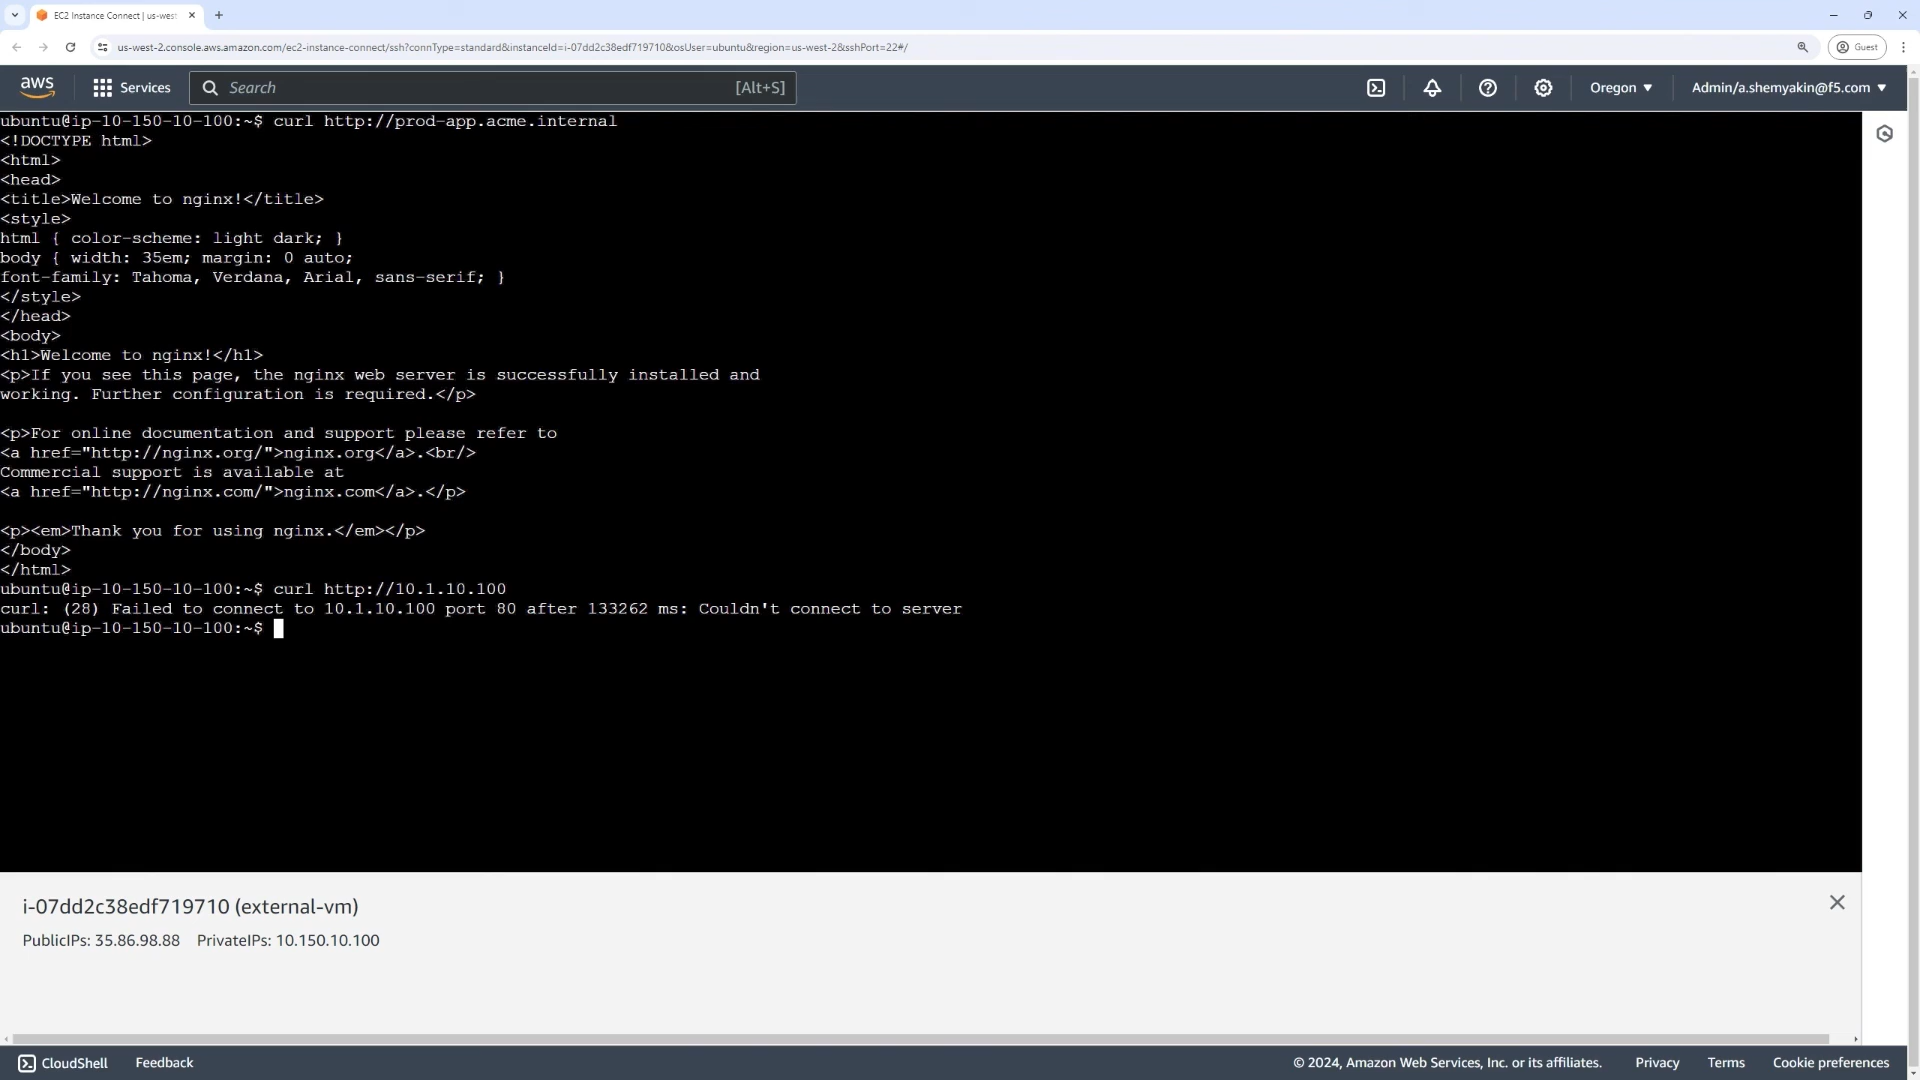 EC2 Instance Connect | us-west
us-west-2.console.aws.amazon.com/ec2-instance-connect/ssh?connType=standard&instanceId=i-07dd2c38edf719710&osUser=ubuntu&region=us-west-2&sshPort=22#/
Guest
aws
Services
Search
[Alt+S]
Oregon
Admin/a.shemyakin@f5.com
ubuntu@ip-10-150-10-100:~$ curl http://prod-app.acme.internal
<!DOCTYPE html>
<html>
<head>
<title>Welcome to nginx!</title>
<style>
html { color-scheme: light dark; }
body { width: 35em; margin: 0 auto;
font-family: Tahoma, Verdana, Arial, sans-serif; }
</style>
</head>
<body>
<h1>Welcome to nginx!</h1>
<p>If you see this page, the nginx web server is successfully installed and
working. Further configuration is required.</p>
<p>For online documentation and support please refer to
<a href="http://nginx.org/">nginx.org</a>.<br/>
Commercial support is available at
<a href="http://nginx.com/">nginx.com</a>.</p>
<p><em>Thank you for using nginx.</em></p>
</body>
</html>
ubuntu@ip-10-150-10-100:~$ curl http://10.1.10.100
curl: (28) Failed to connect to 10.1.10.100 port 80 after 133262 ms: Couldn't connect to server
ubuntu@ip-10-150-10-100:~$
i-07dd2c38edf719710 (external-vm)
PublicIPs: 35.86.98.88 PrivateIPs: 10.150.10.100
CloudShell
Feedback
© 2024, Amazon Web Services, Inc. or its affiliates.
Privacy
Terms
Cookie preferences